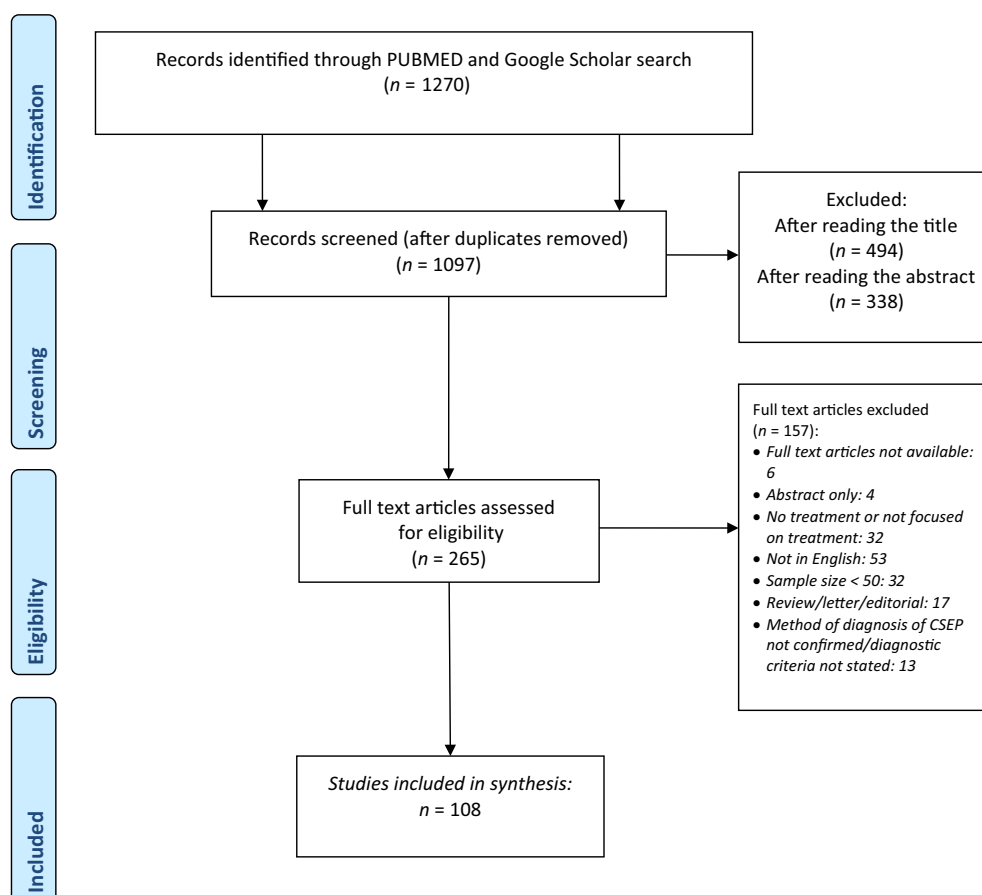 Identification
Records identified through PUBMED and Google Scholar search
(n = 1270)
Records screened (after duplicates removed)
(n = 1097)
Excluded:
After reading the title
(n = 494)
After reading the abstract
(n = 338)
Screening
Full text articles assessed
for eligibility
(n = 265)
Full text articles excluded
(n = 157):
• Full text articles not available:
6
• Abstract only: 4
• No treatment or not focused
on treatment: 32
• Not in English: 53
• Sample size < 50: 32
• Review/letter/editorial: 17
• Method of diagnosis of CSEP
not confirmed/diagnostic
criteria not stated: 13
Eligibility
Studies included in synthesis:
n = 108
Included